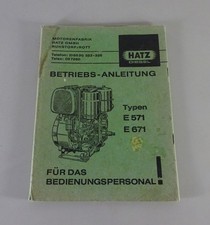 MOTORENFABRIK
HATZ GMBH
RUHSTORF/ROTT
HATZ
DIESEL
BETRIEBS-ANLEITUNG
Typen
E 571
E 671
FÜR DAS
BEDIENUNGSPERSONAL!